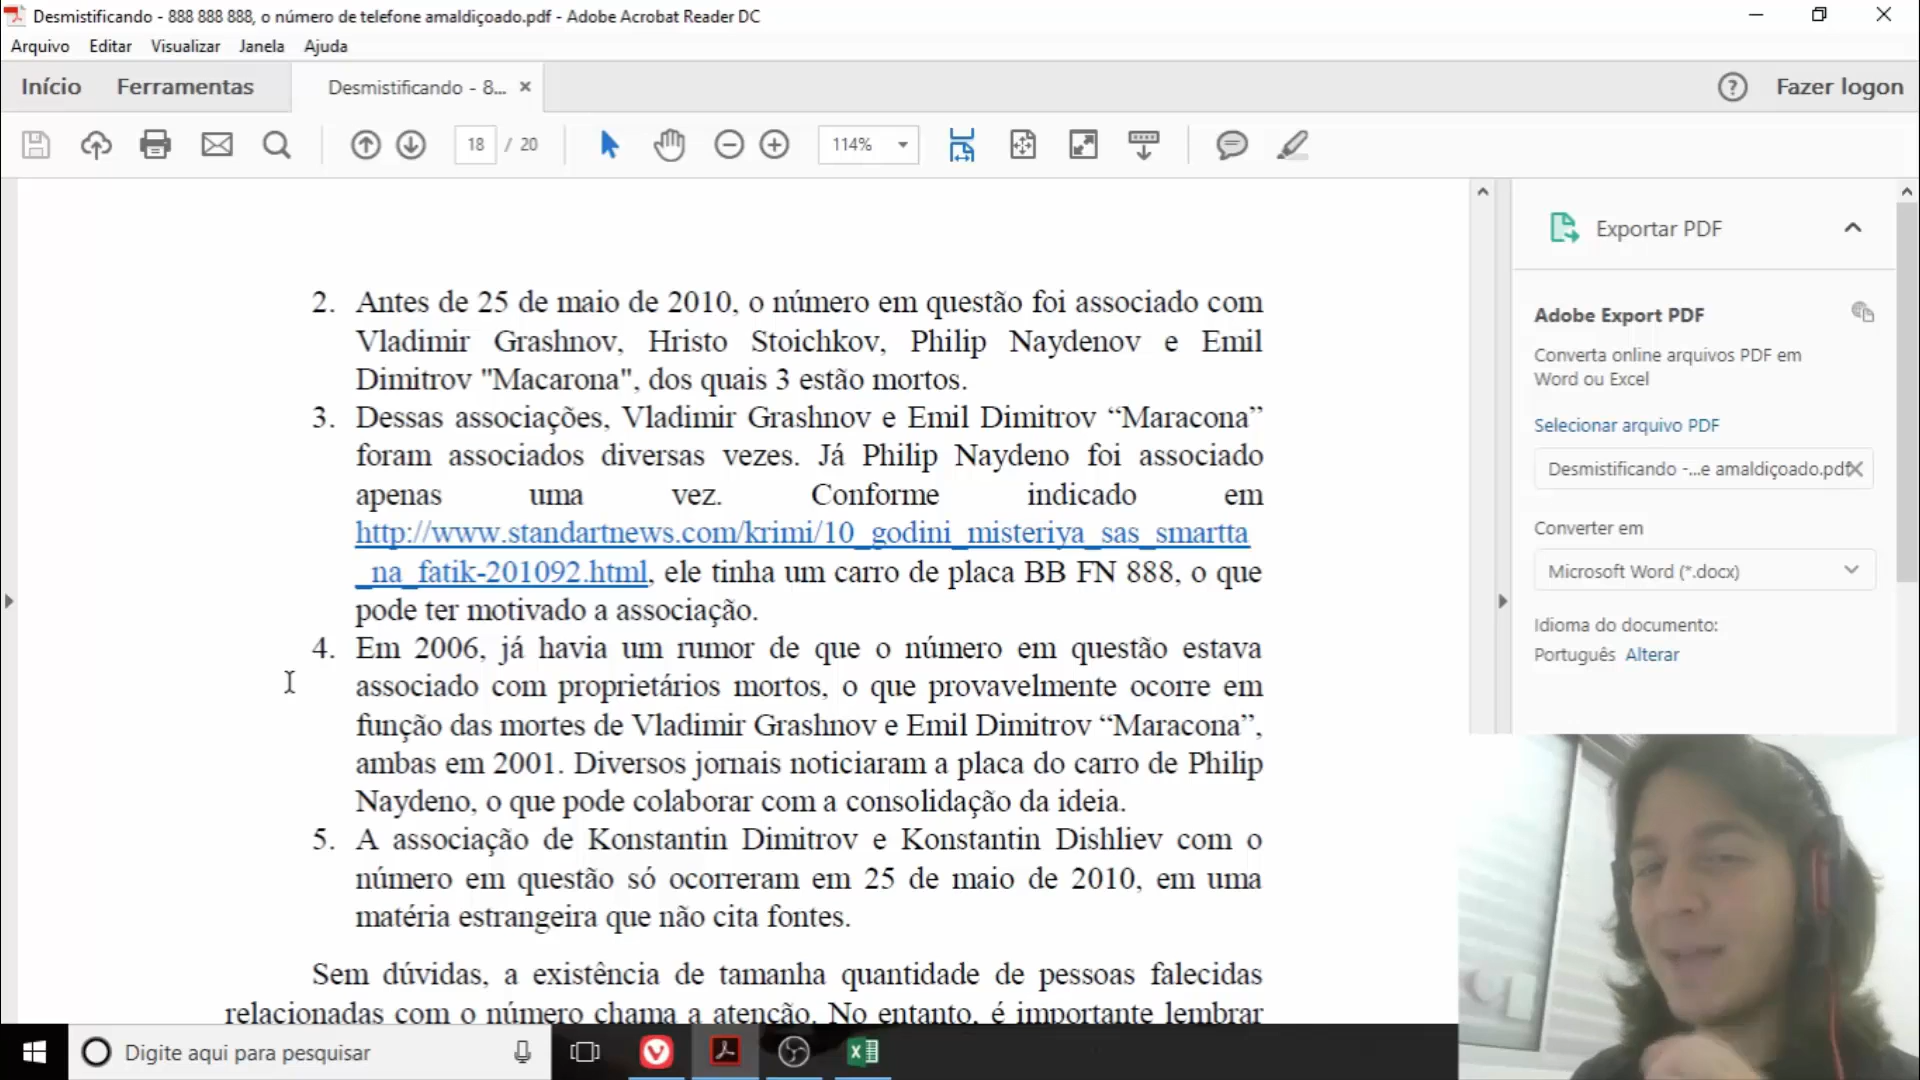 Desmistificando - 888 888 888, o número de telefone amaldiçoado.pdf - Adobe Acrobat Reader DC
Arquivo Editar Visualizar Janela Ajuda
Início Ferramentas Desmistificando - 8... × ? Fazer logon
18 / 20 114%
Exportar PDF
Adobe Export PDF
Converta online arquivos PDF em
Word ou Excel
Selecionar arquivo PDF
Desmistificando -...e amaldiçoado.pdf
Converter em
Microsoft Word (*.docx)
Idioma do documento:
Português Alterar
2. Antes de 25 de maio de 2010, o número em questão foi associado com
Vladimir Grashnov, Hristo Stoichkov, Philip Naydenov e Emil
Dimitrov "Macarona", dos quais 3 estão mortos.
3. Dessas associações, Vladimir Grashnov e Emil Dimitrov “Maracona”
foram associados diversas vezes. Já Philip Naydeno foi associado
apenas uma vez. Conforme indicado em
http://www.standartnews.com/krimi/10_godini_misteriya_sas_smartta
_na_fatik-201092.html, ele tinha um carro de placa BB FN 888, o que
pode ter motivado a associação.
4. Em 2006, já havia um rumor de que o número em questão estava
associado com proprietários mortos, o que provavelmente ocorre em
função das mortes de Vladimir Grashnov e Emil Dimitrov “Maracona”,
ambas em 2001. Diversos jornais noticiaram a placa do carro de Philip
Naydeno, o que pode colaborar com a consolidação da ideia.
5. A associação de Konstantin Dimitrov e Konstantin Dishliev com o
número em questão só ocorreram em 25 de maio de 2010, em uma
matéria estrangeira que não cita fontes.
Sem dúvidas, a existência de tamanha quantidade de pessoas falecidas
relacionadas com o número chama a atenção. No entanto, é importante lembrar
Digite aqui para pesquisar